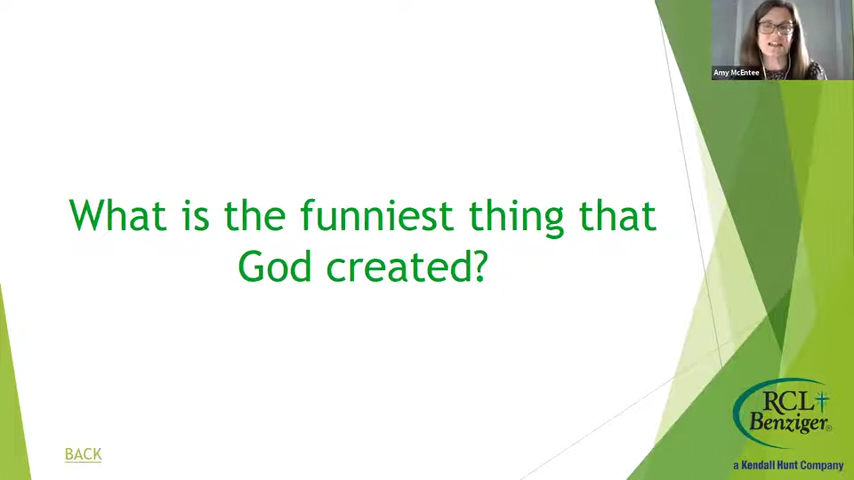 Amy McEntee
What is the funniest thing that
God created?
RCL
Benziger®
BACK
a Kendall Hunt Company